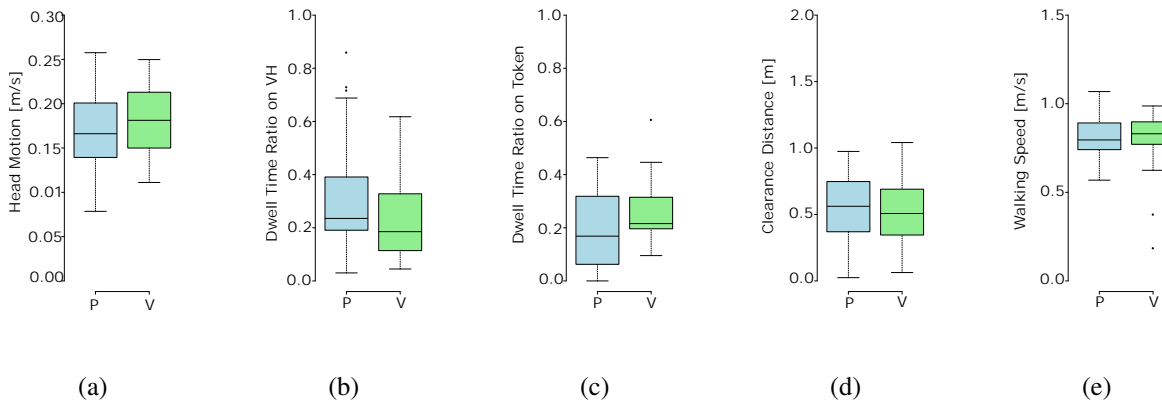 Head Motion [m/s]
0.30
0.25
0.20
0.15
0.01
0.05
0.00
P V
(a)
Dwell Time Ratio on VH
1.0
0.8
0.6
0.4
0.2
0.0
P V
(b)
Dwell Time Ratio on Token
1.0
0.8
0.6
0.4
0.2
0.0
P V
(c)
Clearance Distance [m]
2.0
1.5
1.0
0.5
0.0
P V
(d)
Walking Speed [m/s]
1.5
1.0
0.5
0.0
P V
(e)